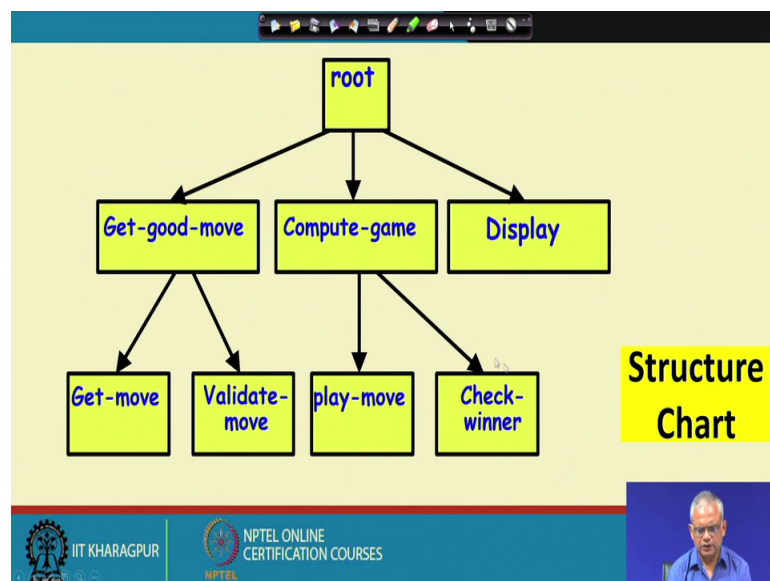 root
Get-good-move
Compute-game
Display
Get-move
Validate-
move
play-move
Check-
winner
Structure
Chart
IIT KHARAGPUR
NPTEL
NPTEL ONLINE
CERTIFICATION COURSES